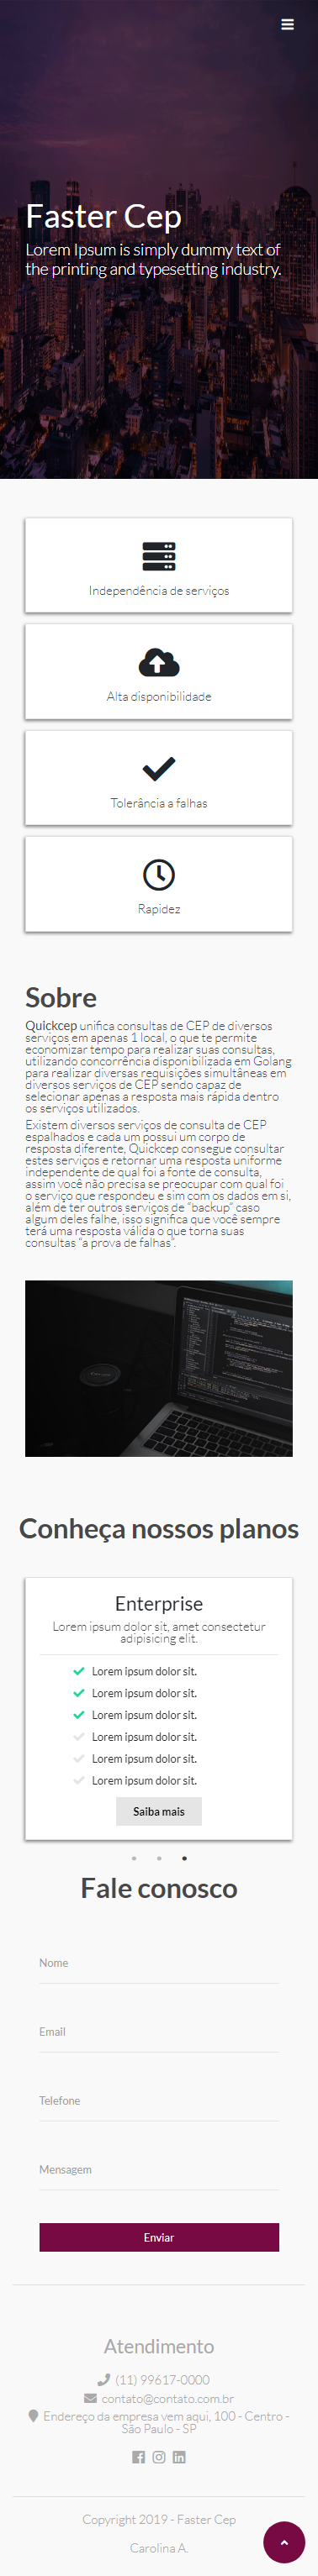 Faster Cep
Lorem Ipsum is simply dummy text of
the printing and typesetting industry.
Independência de serviços
Alta disponibilidade
Tolerância a falhas
Rapidez
Sobre
Quickcep unifica consultas de CEP de diversos
serviços em apenas 1 local, o que te permite
economizar tempo para realizar suas consultas,
utilizando concorrência disponibilizada em Golang
para realizar diversas requisições simultâneas em
diversos serviços de CEP sendo capaz de
selecionar apenas a resposta mais rápida dentro
os serviços utilizados.
Existem diversos serviços de consulta de CEP
espalhados e cada um possui um corpo de
resposta diferente, Quickcep consegue consultar
estes serviços e retornar uma resposta uniforme
independente de qual foi a fonte de consulta,
assim você não precisa se preocupar com qual foi
o serviço que respondeu e sim com os dados em si,
além de ter outros serviços de “backup” caso
algum deles falhe, isso significa que você sempre
terá uma resposta válida o que torna suas
consultas “a prova de falhas”.
Conheça nossos planos
Enterprise
Lorem ipsum dolor sit, amet consectetur
adipisicing elit.
Lorem ipsum dolor sit.
Lorem ipsum dolor sit.
Lorem ipsum dolor sit.
Lorem ipsum dolor sit.
Lorem ipsum dolor sit.
Lorem ipsum dolor sit.
Saiba mais
Fale conosco
Nome
Email
Telefone
Mensagem
Enviar
Atendimento
(11) 99617-0000
contato@contato.com.br
Endereço da empresa vem aqui, 100 - Centro -
São Paulo - SP
Copyright 2019 - Faster Cep
Carolina A.